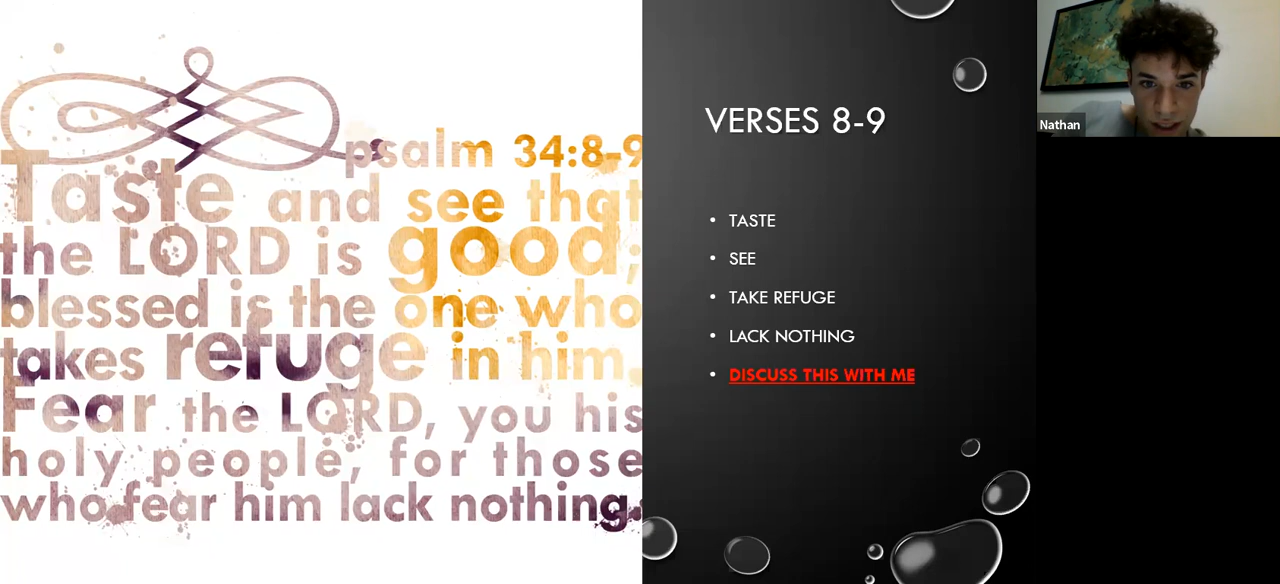 psalm 34:8-9
Taste and see that
the LORD is good;
blessed is the one who
takes refuge in him.
Fear the LORD, you his
holy people, for those
who fear him lack nothing.
VERSES 8-9
• TASTE
• SEE
• TAKE REFUGE
• LACK NOTHING
• DISCUSS THIS WITH ME
Nathan